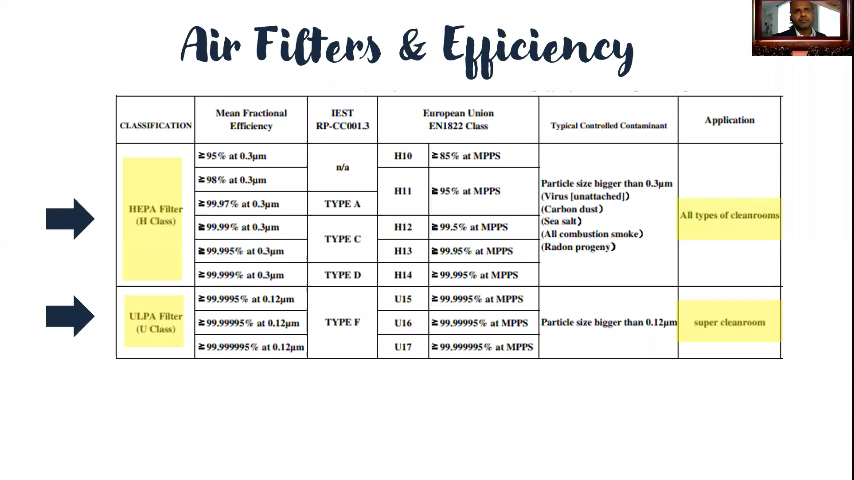 Air Filters & Efficiency
CLASSIFICATION
Mean Fractional
Efficiency
IEST
RP-CC001.3
European Union
EN1822 Class
Typical Controlled Contaminant
Application
HEPA Filter
(H Class)
≧95% at 0.3μm
≧98% at 0.3μm
≧99.97% at 0.3μm
≧99.99% at 0.3μm
≧99.995% at 0.3μm
≧99.999% at 0.3μm
n/a
TYPE A
TYPE C
TYPE D
H10
≧85% at MPPS
H11
≧95% at MPPS
H12
≧99.5% at MPPS
H13
≧99.95% at MPPS
H14
≧99.995% at MPPS
Particle size bigger than 0.3μm
(Virus [unattached])
(Carbon dust)
(Sea salt)
(All combustion smoke)
(Radon progeny)
All types of cleanrooms
ULPA Filter
(U Class)
≧99.9995% at 0.12μm
≧99.99995% at 0.12μm
≧99.999995% at 0.12μm
TYPE F
U15
≧99.9995% at MPPS
U16
≧99.99995% at MPPS
U17
≧99.999995% at MPPS
Particle size bigger than 0.12μm
super cleanroom